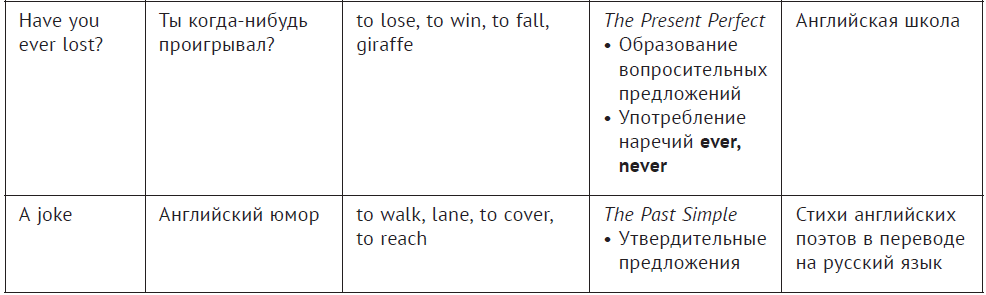 Have you
ever lost?
Ты когда-нибудь
проигрывал?
to lose, to win, to fall,
giraffe
The Present Perfect
• Образование
вопросительных
предложений
• Употребление
наречий ever,
never
Английская школа
A joke
Английский юмор
to walk, lane, to cover,
to reach
The Past Simple
• Утвердительные
предложения
Стихи английских
поэтов в переводе
на русский язык